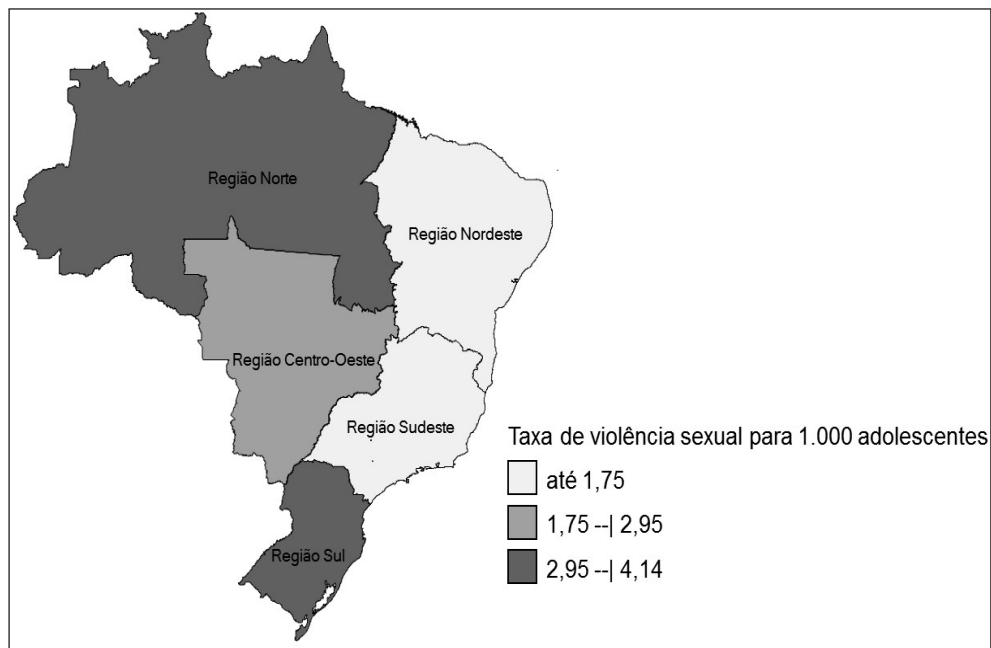 Região Norte
Região Nordeste
Região Centro-Oeste
Região Sudeste
Taxa de violência sexual para 1.000 adolescentes
até 1,75
1,75 --| 2,95
Região Sul
2,95 --| 4,14